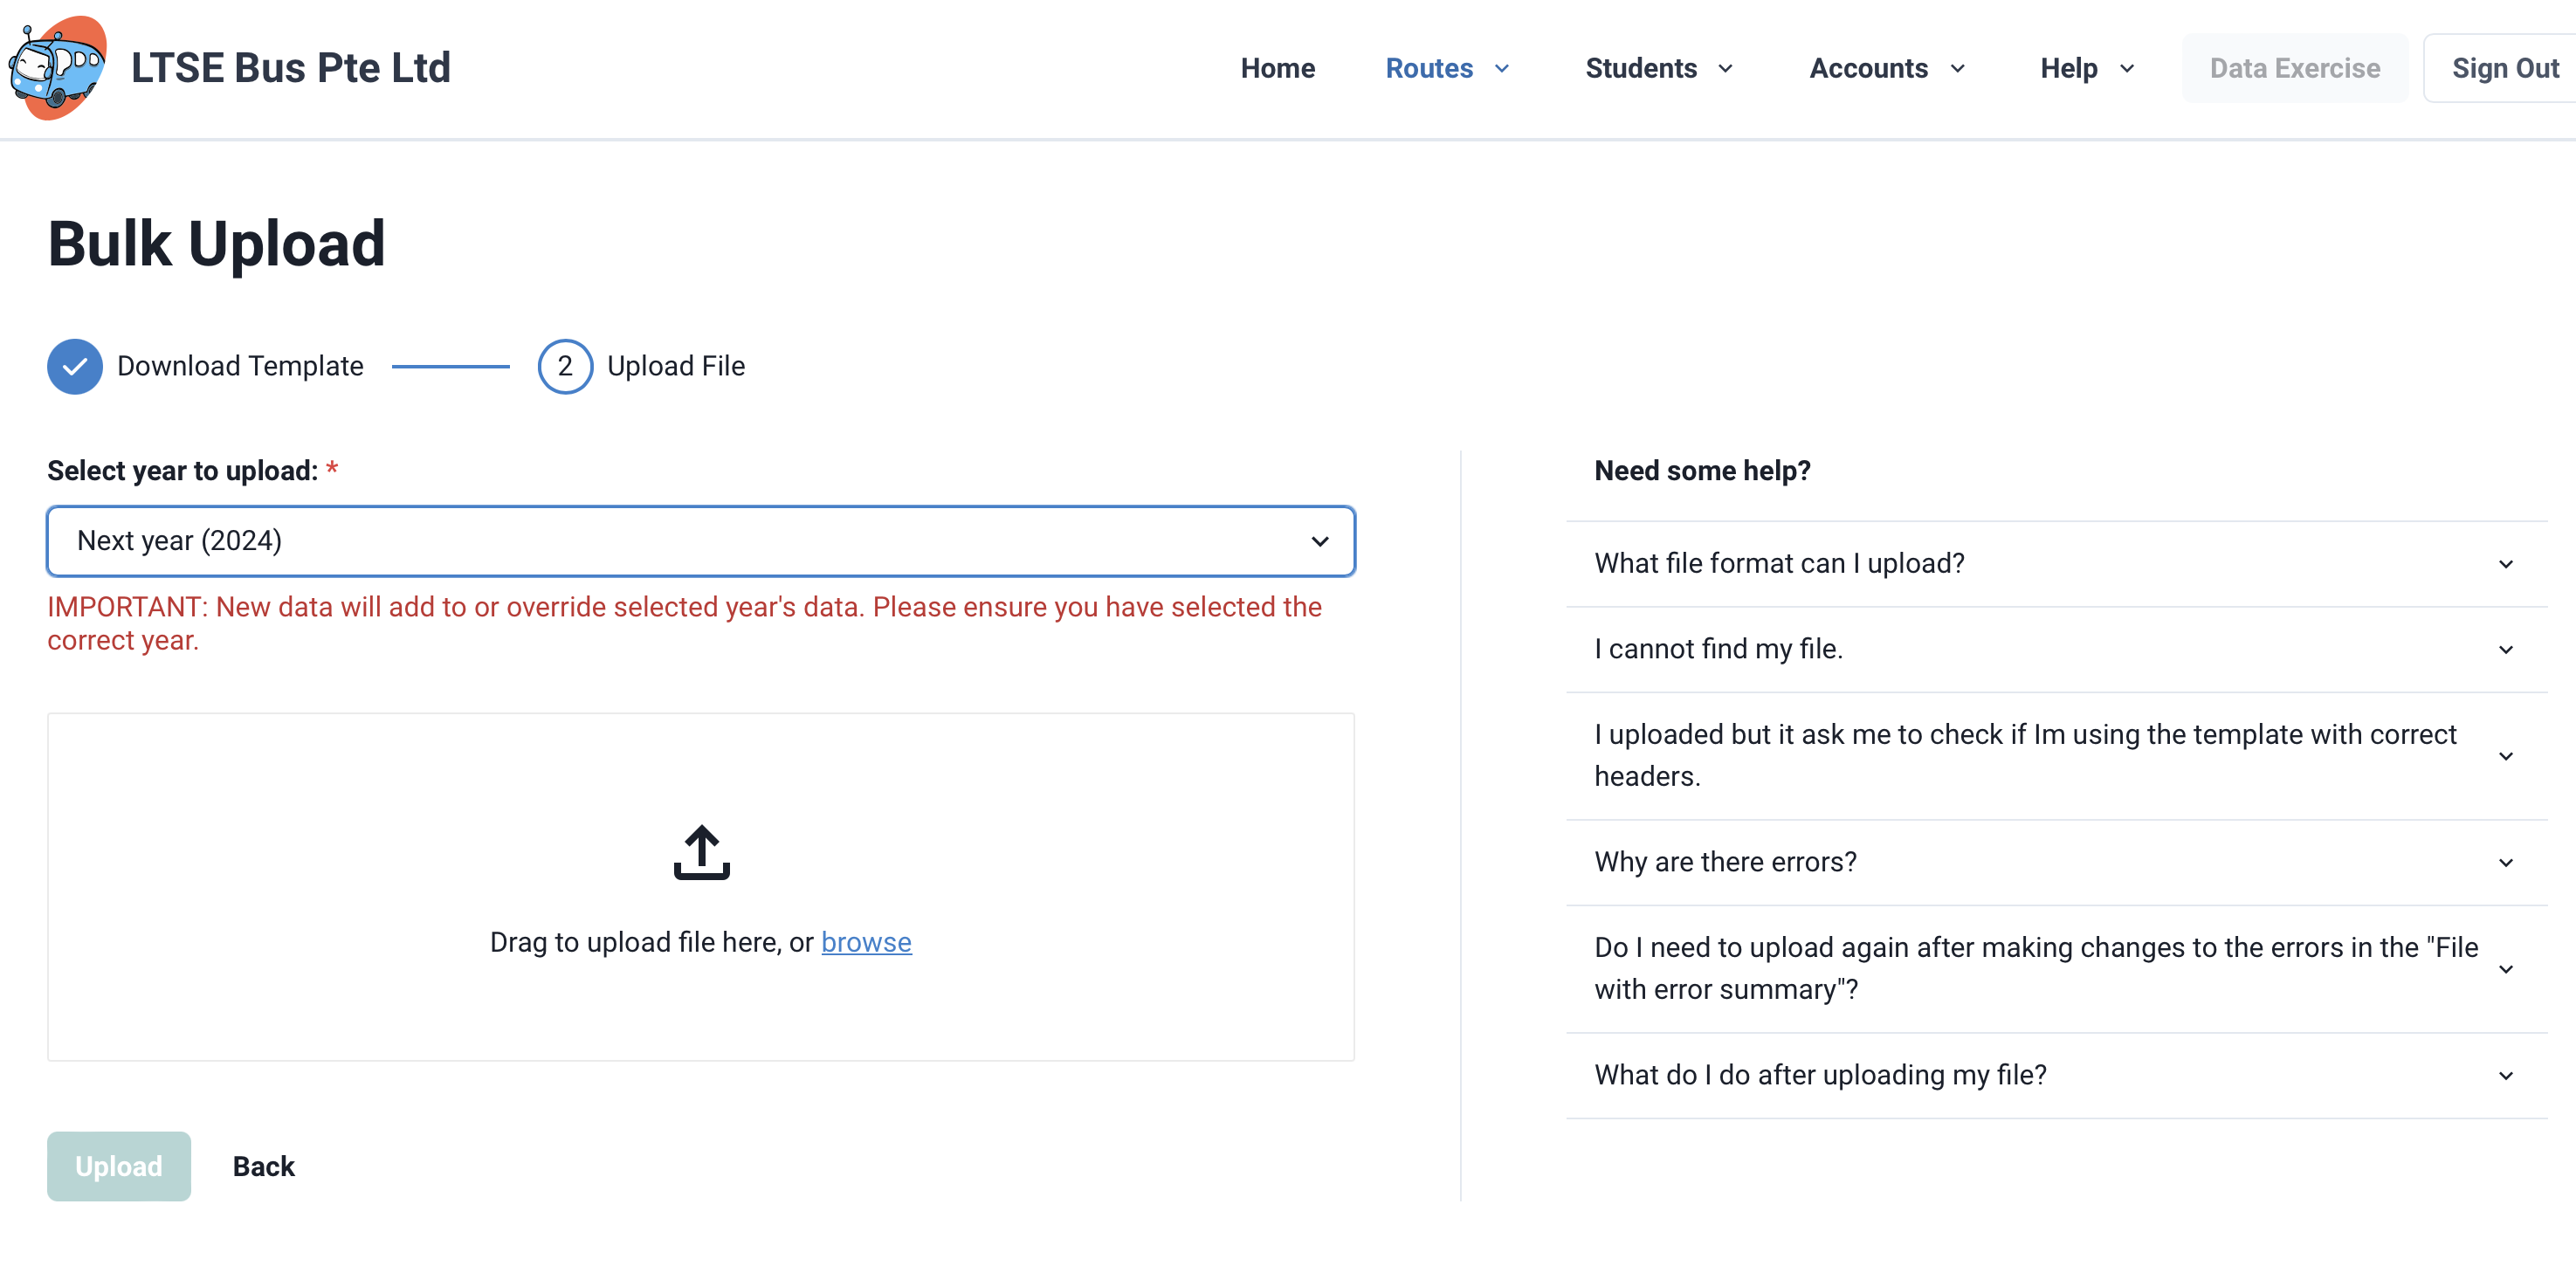 LTSE Bus Pte Ltd
Home
Routes
Students
Accounts
Help
Data Exercise
Sign Out
Bulk Upload
Download Template
2
Upload File
Select year to upload: *
Next year (2024)
IMPORTANT: New data will add to or override selected year's data. Please ensure you have selected the
correct year.
Drag to upload file here, or browse
Upload
Back
Need some help?
What file format can I upload?
I cannot find my file.
I uploaded but it ask me to check if Im using the template with correct
headers.
Why are there errors?
Do I need to upload again after making changes to the errors in the "File
with error summary"?
What do I do after uploading my file?